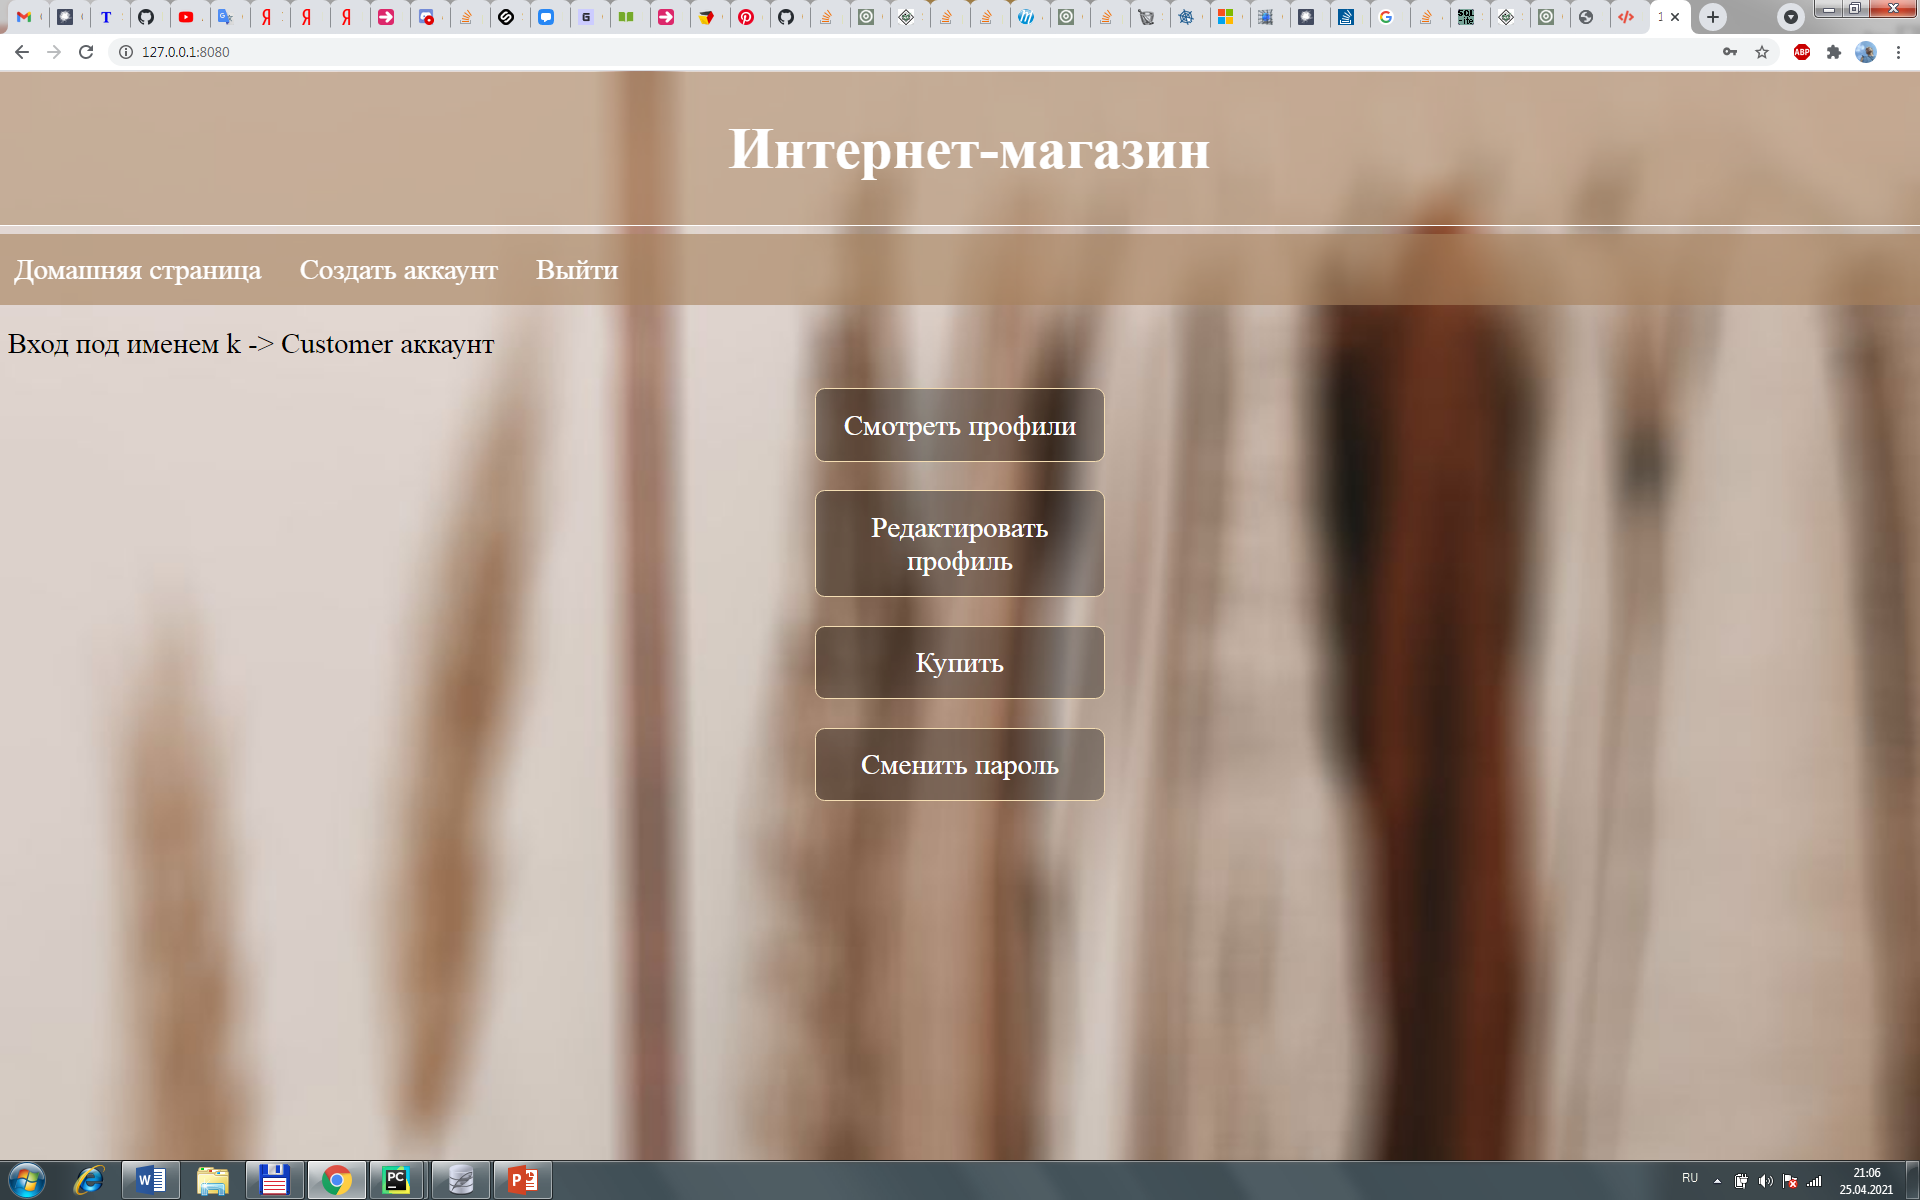 127.0.0.1:8080
ABP
Интернет-магазин
Домашняя страница Создать аккаунт Выйти
Вход под именем k -> Customer аккаунт
Смотреть профили
Редактировать
профиль
Купить
Сменить пароль
RU
21:06
25.04.2021